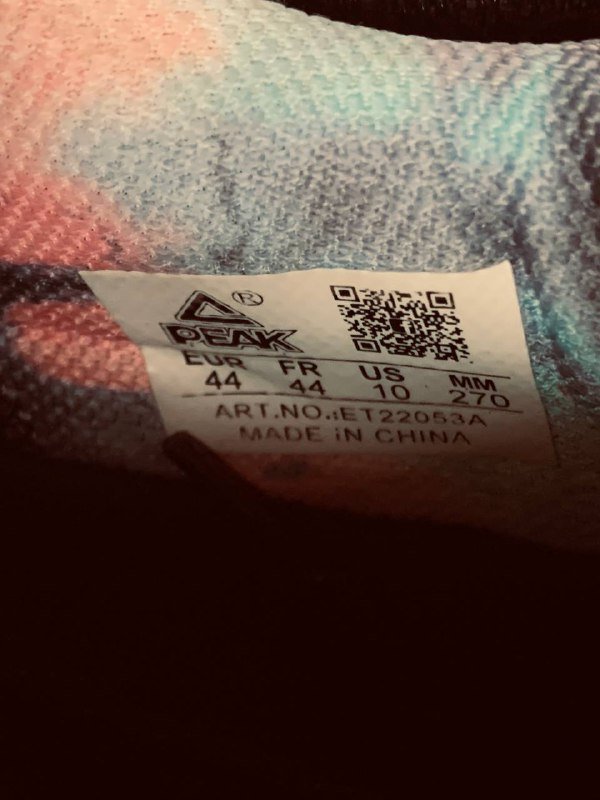 ®
PEAK
EUR FR US MM
44 44 10 270
ART.NO.:ET22053A
MADE iN CHINA